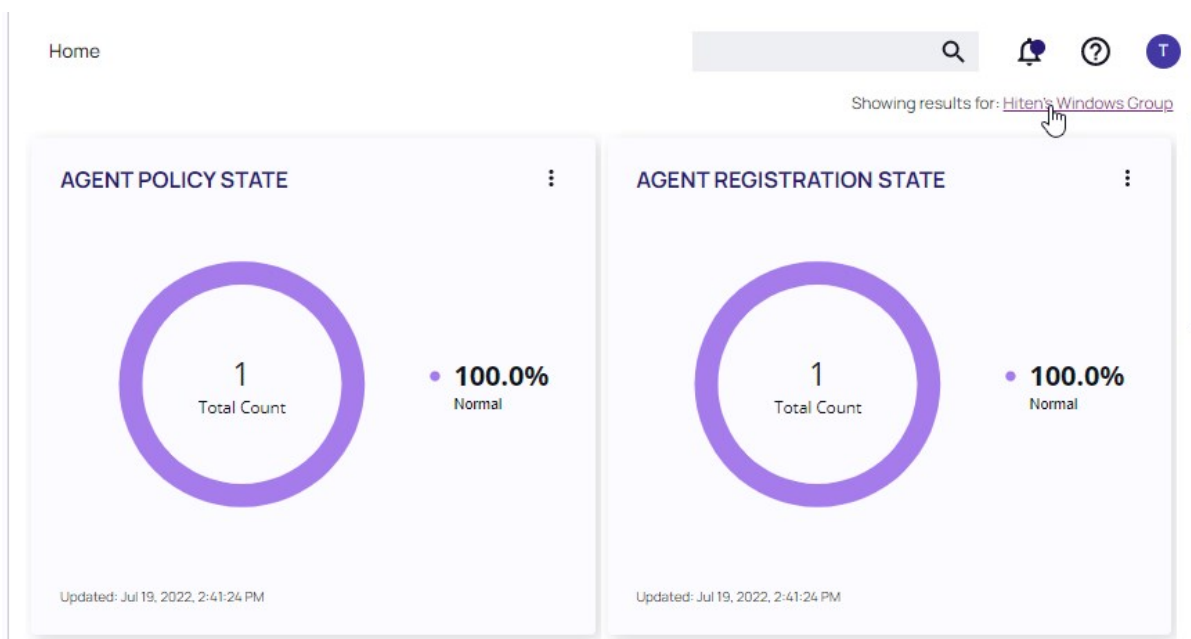 Home
T
Showing results for: Hiten's Windows Group
AGENT POLICY STATE
1
Total Count
100.0%
Normal
Updated: Jul 19, 2022, 2:41:24 PM
AGENT REGISTRATION STATE
1
Total Count
100.0%
Normal
Updated: Jul 19, 2022, 2:41:24 PM